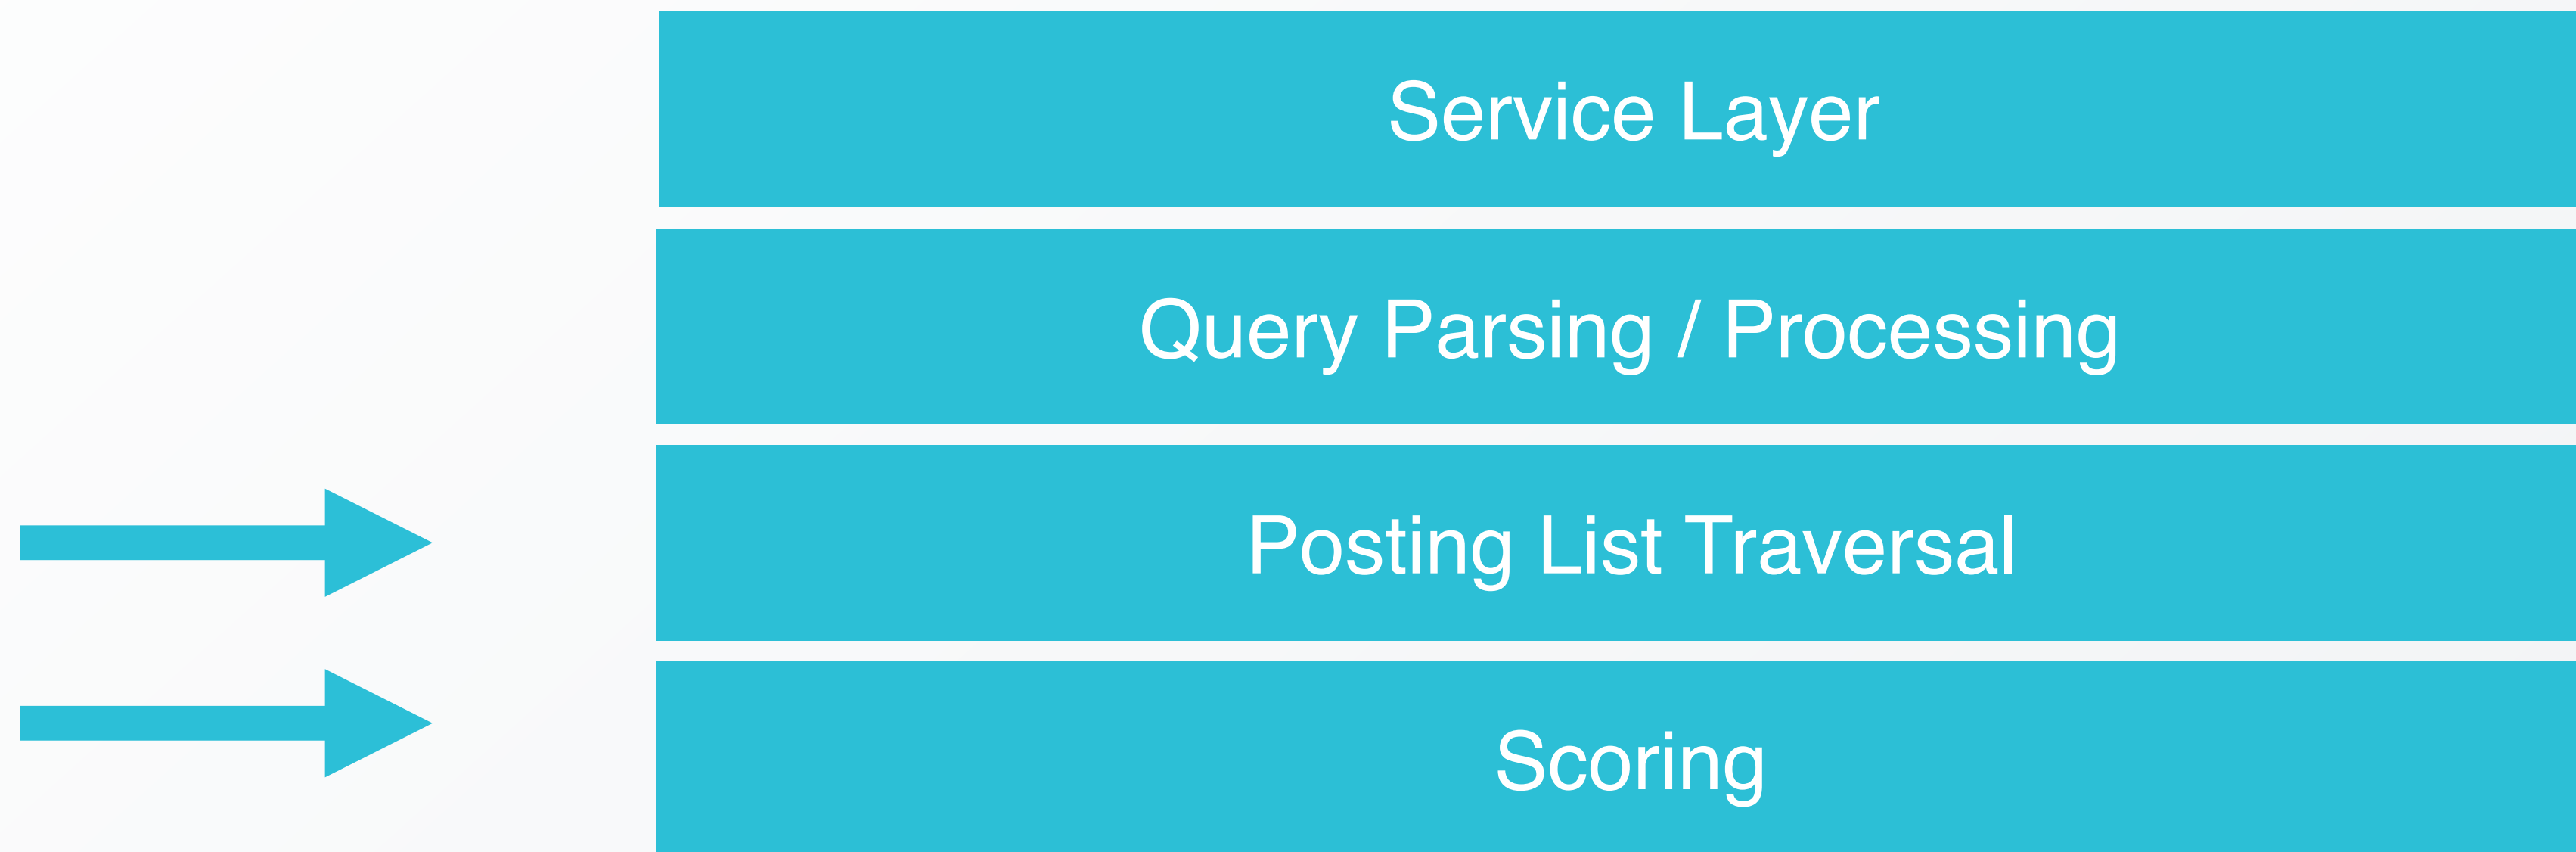 Service Layer
Query Parsing / Processing
Posting List Traversal
Scoring